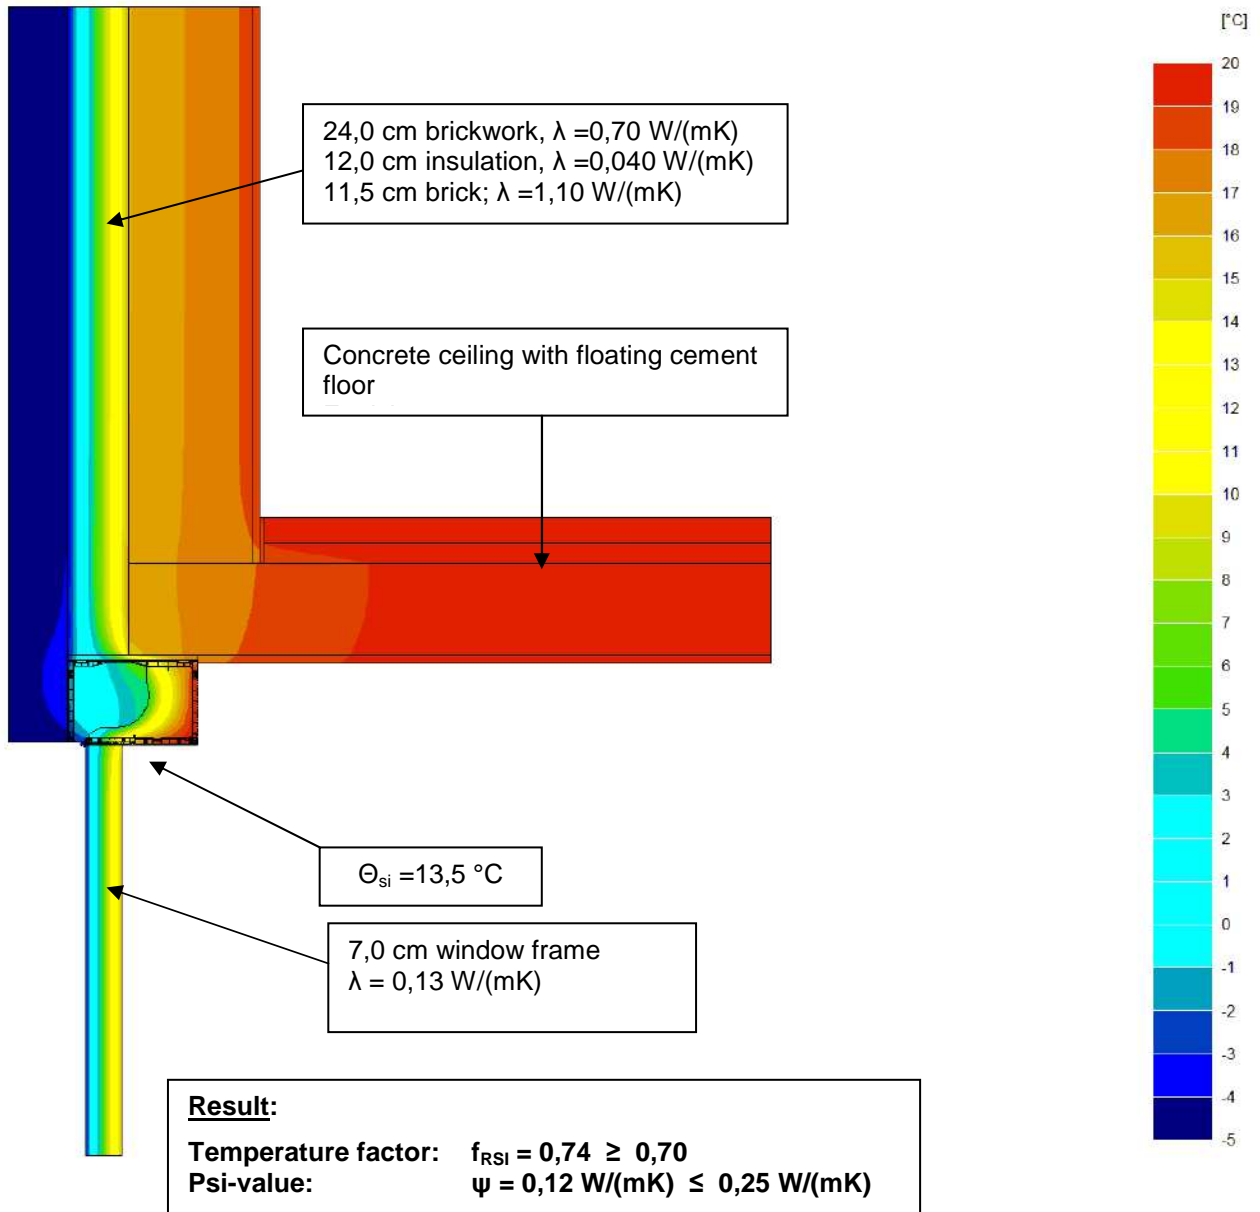 [°C]
24,0 cm brickwork, λ =0,70 W/(mK)
12,0 cm insulation, λ =0,040 W/(mK)
11,5 cm brick; λ =1,10 W/(mK)
Concrete ceiling with floating cement
floor
Θsi =13,5 °C
7,0 cm window frame
λ = 0,13 W/(mK)
20
19
18
17
16
15
14
13
12
11
10
9
8
7
6
5
4
3
2
1
0
-1
-2
-3
-4
-5
Result:
Temperature factor: fRSI = 0,74 ≥ 0,70
Psi-value: ψ = 0,12 W/(mK) ≤ 0,25 W/(mK)